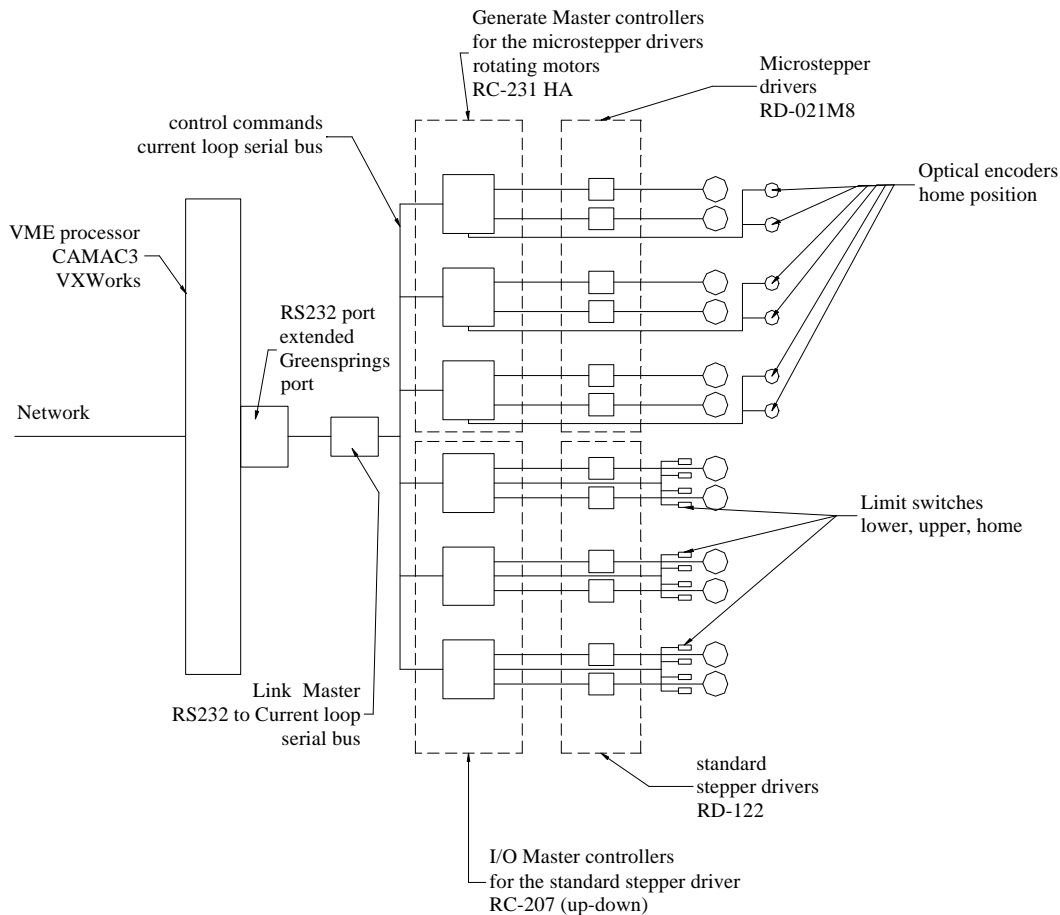 Generate Master controllers
for the microstepper drivers
rotating motors
RC-231 HA
Microstepper
drivers
RD-021M8
control commands
current loop serial bus
Optical encoders
home position
VME processor
CAMAC3
VXWorks
RS232 port
extended
Greensprings
port
Network
Limit switches
lower, upper, home
Link Master
RS232 to Current loop
serial bus
standard
stepper drivers
RD-122
I/O Master controllers
for the standard stepper driver
RC-207 (up-down)